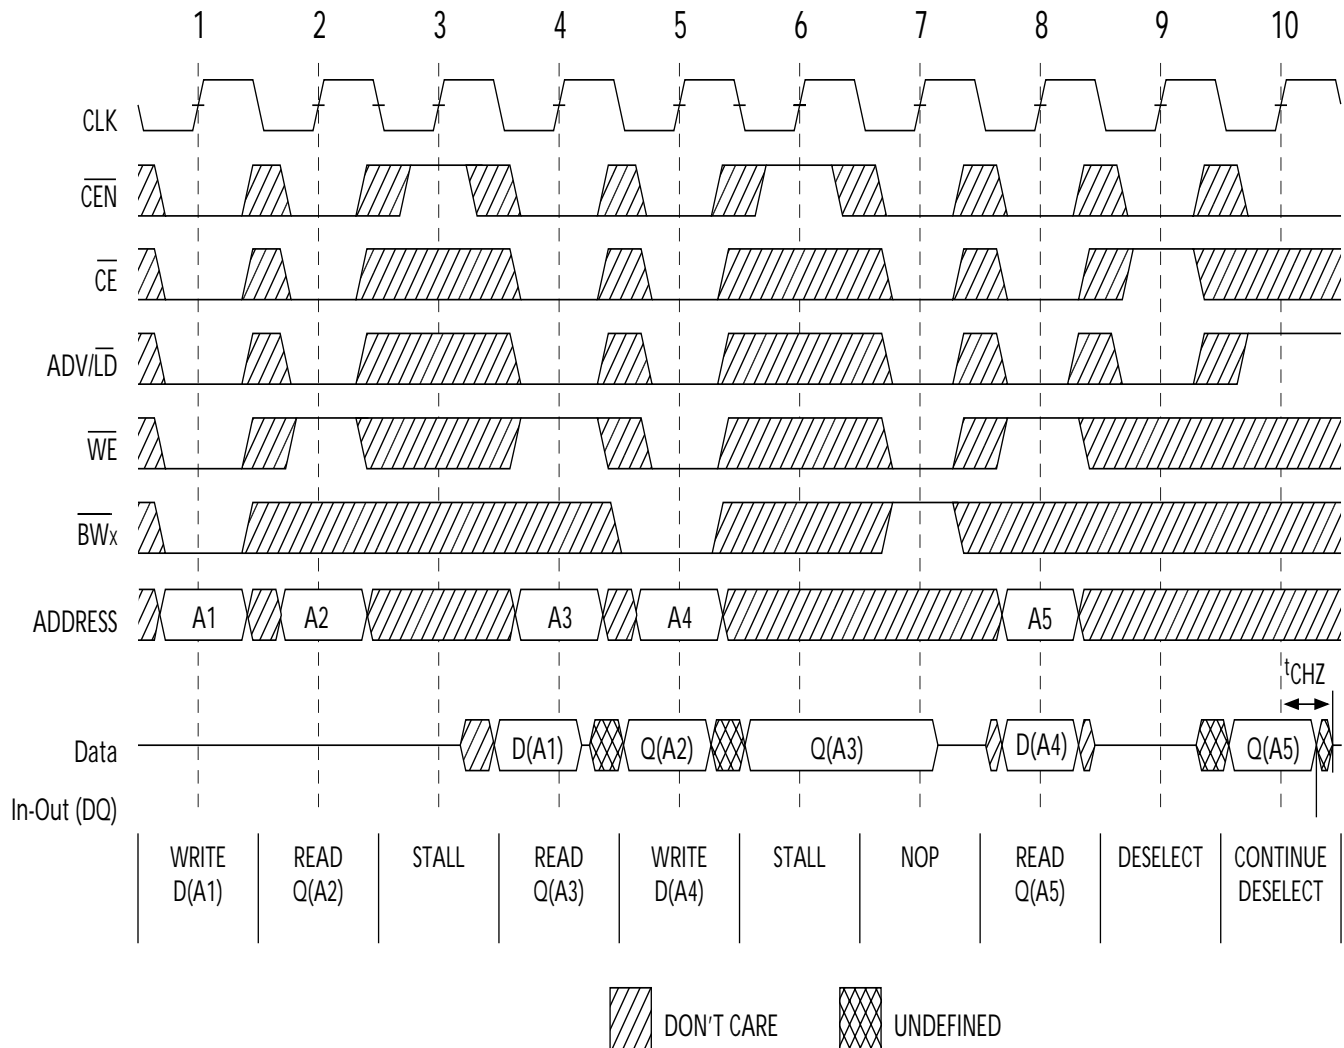 1 2 3 4 5 6 7 8 9 10
CLK
CEN
CE
ADV/LD
WE
BWx
ADDRESS A1 A2 A3 A4 A5
tCHZ
Data D(A1) Q(A2) Q(A3) D(A4) Q(A5)
In-Out (DQ)
WRITE READ STALL READ WRITE STALL NOP READ DESELECT CONTINUE
D(A1) Q(A2) Q(A3) D(A4) Q(A5) DESELECT
DON'T CARE UNDEFINED